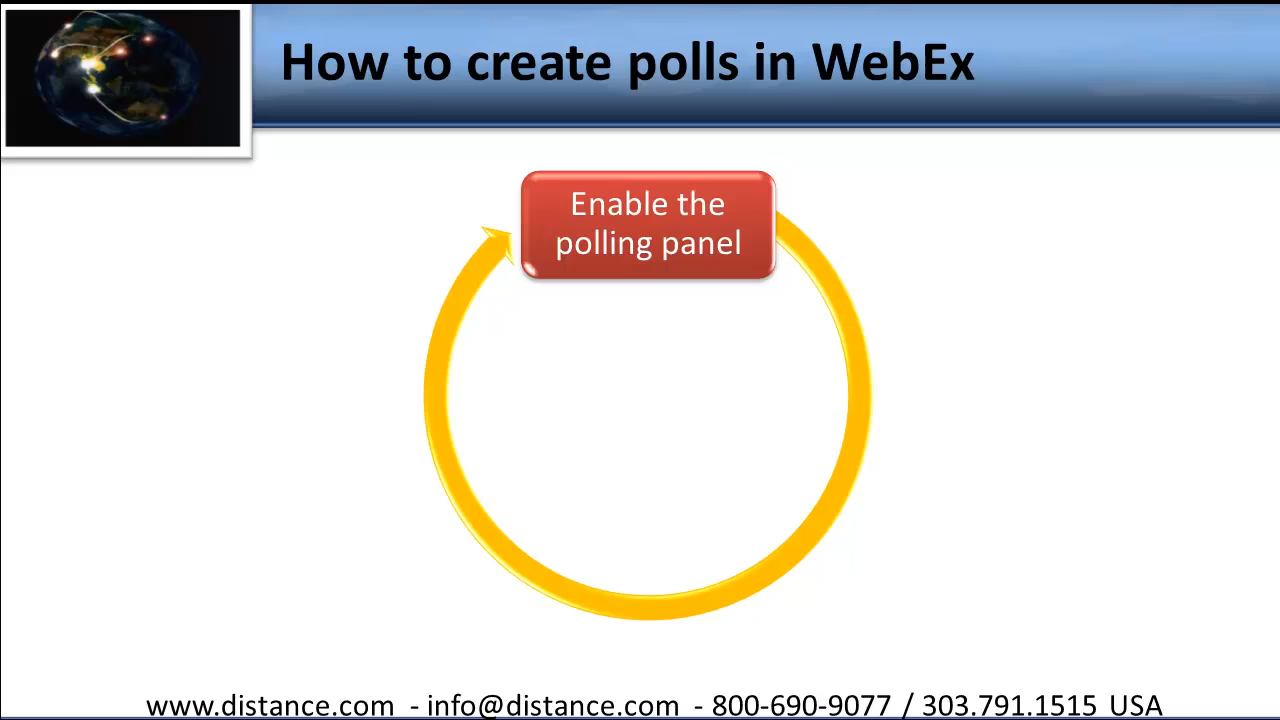 How to create polls in WebEx
Enable the
polling panel
www.distance.com - info@distance.com - 800-690-9077 / 303.791.1515 USA